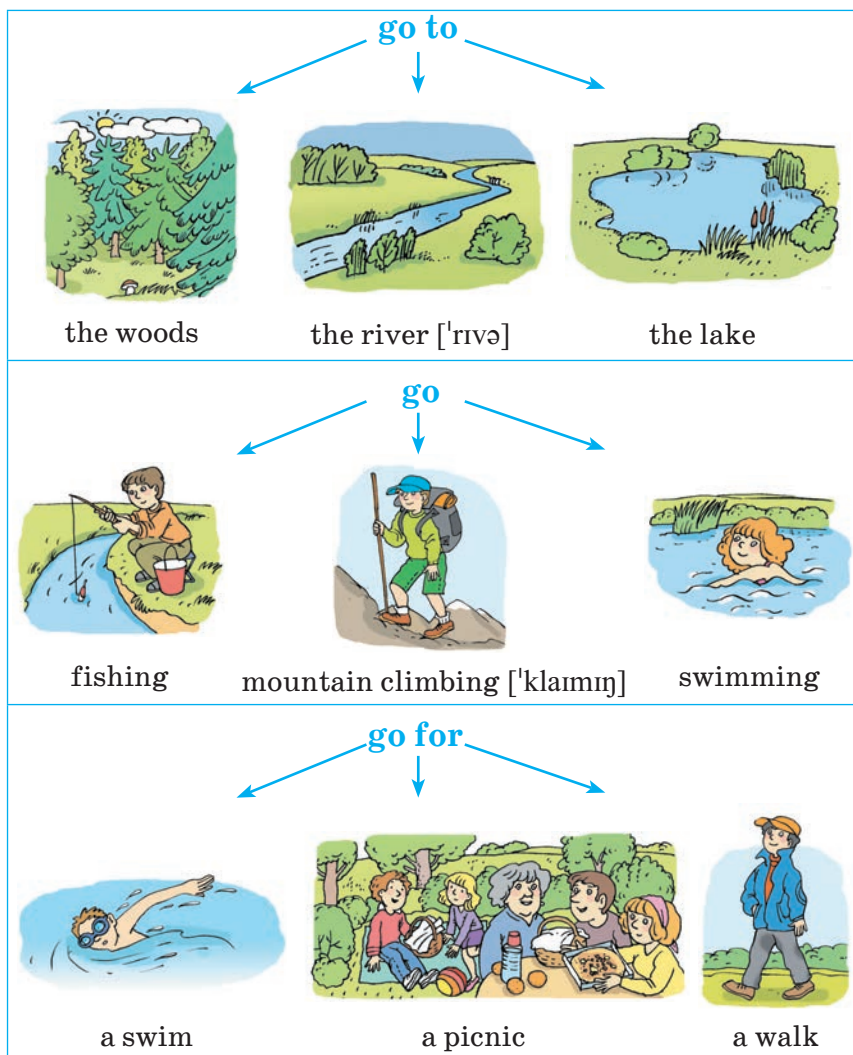 go to
the woods the river [ˈrɪvə] the lake
go
fishing mountain climbing [ˈklaɪmɪŋ] swimming
go for
a swim a picnic a walk